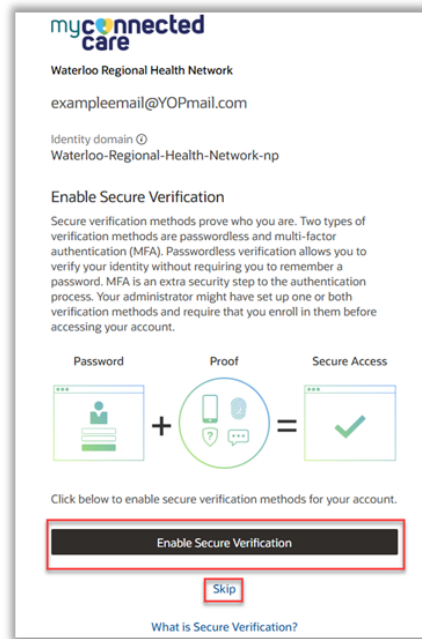 myconnected
care
Waterloo Regional Health Network
exampleemail@YOPmail.com
Identity domain
Waterloo-Regional-Health-Network-np
Enable Secure Verification
Secure verification methods prove who you are. Two types of
verification methods are passwordless and multi-factor
authentication (MFA). Passwordless verification allows you to
verify your identity without requiring you to remember a
password. MFA is an extra security step to the authentication
process. Your administrator might have set up one or both
verification methods and require that you enroll in them before
accessing your account.
Password Proof Secure Access
+ =
Click below to enable secure verification methods for your account.
Enable Secure Verification
Skip
What is Secure Verification?